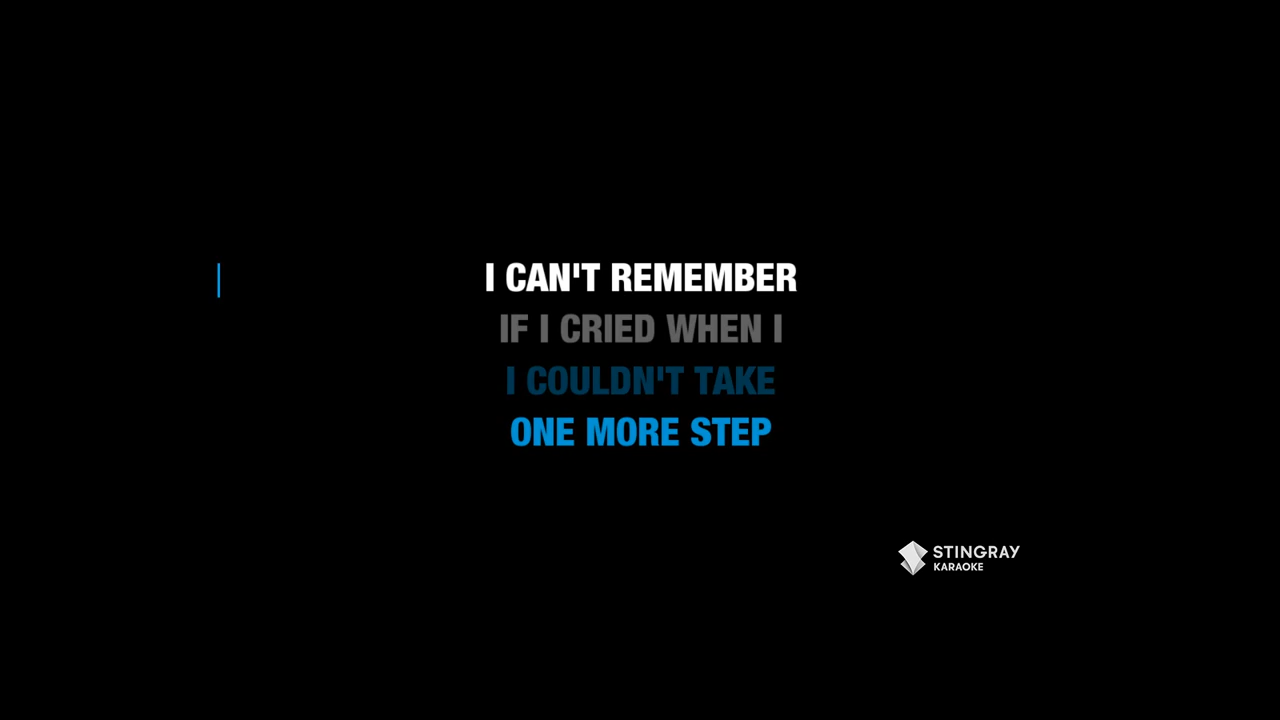 I CAN'T REMEMBER
IF I CRIED WHEN I
I COULDN'T TAKE
ONE MORE STEP
STINGRAY
KARAOKE